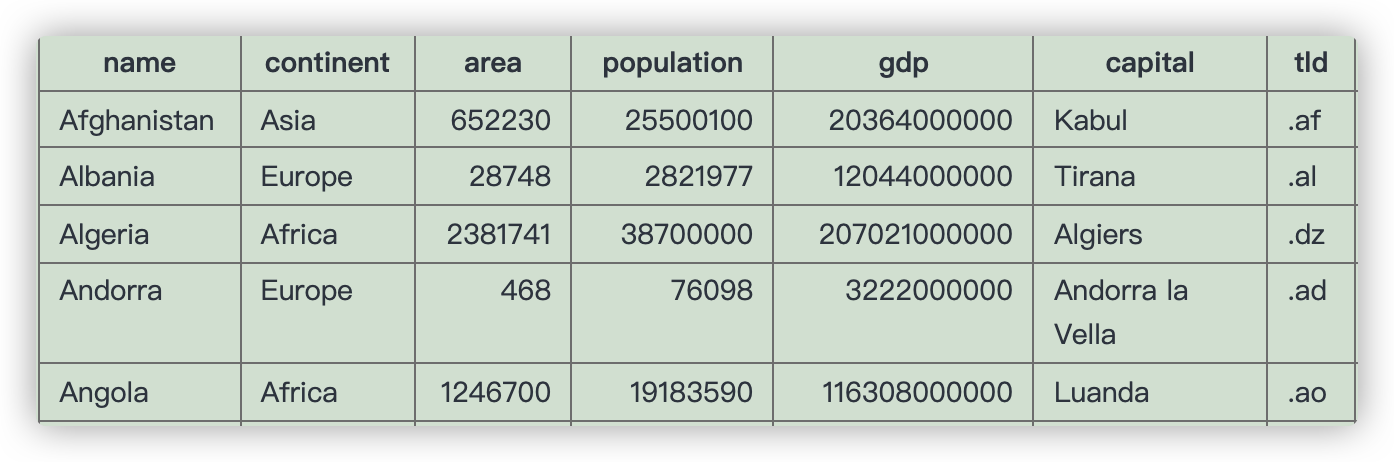 name continent area population gdp capital tld
Afghanistan Asia 652230 25500100 20364000000 Kabul .af
Albania Europe 28748 2821977 12044000000 Tirana .al
Algeria Africa 2381741 38700000 207021000000 Algiers .dz
Andorra Europe 468 76098 3222000000 Andorra la .ad
Vella
Angola Africa 1246700 19183590 116308000000 Luanda .ao